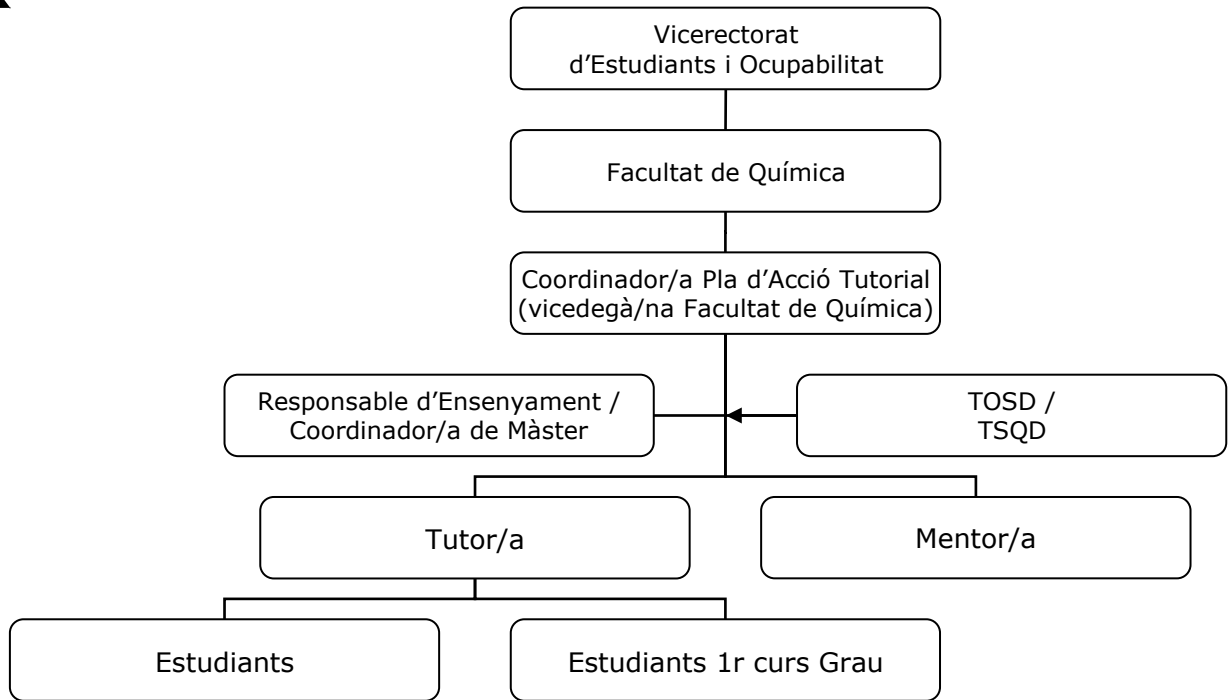 Vicerectorat
d’Estudiants i Ocupabilitat
Facultat de Química
Coordinador/a Pla d’Acció Tutorial
(vicedegà/na Facultat de Química)
Responsable d’Ensenyament /
Coordinador/a de Màster
TOSD /
TSQD
Tutor/a
Mentor/a
Estudiants
Estudiants 1r curs Grau